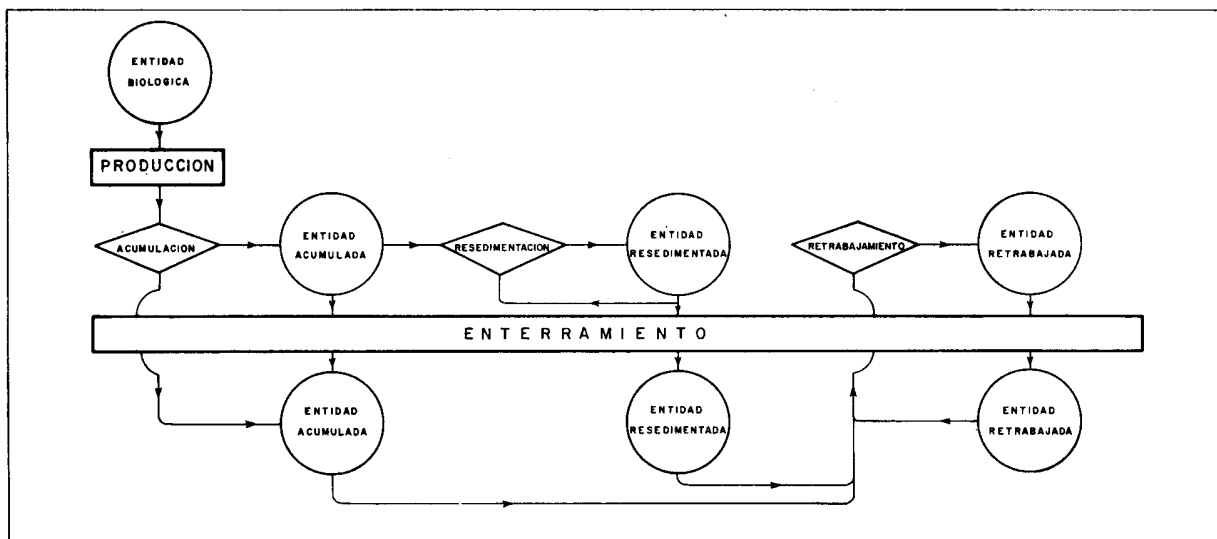 ENTIDAD
BIOLOGICA
PRODUCCION
ACUMULACION
ENTIDAD
ACUMULADA
RESEDIMENTACION
ENTIDAD
RESEDIMENTADA
RETRABAJAMIENTO
ENTIDAD
RETRABAJADA
ENTERRAMIENTO
ENTIDAD
ACUMULADA
ENTIDAD
RESEDIMENTADA
ENTIDAD
RETRABAJADA